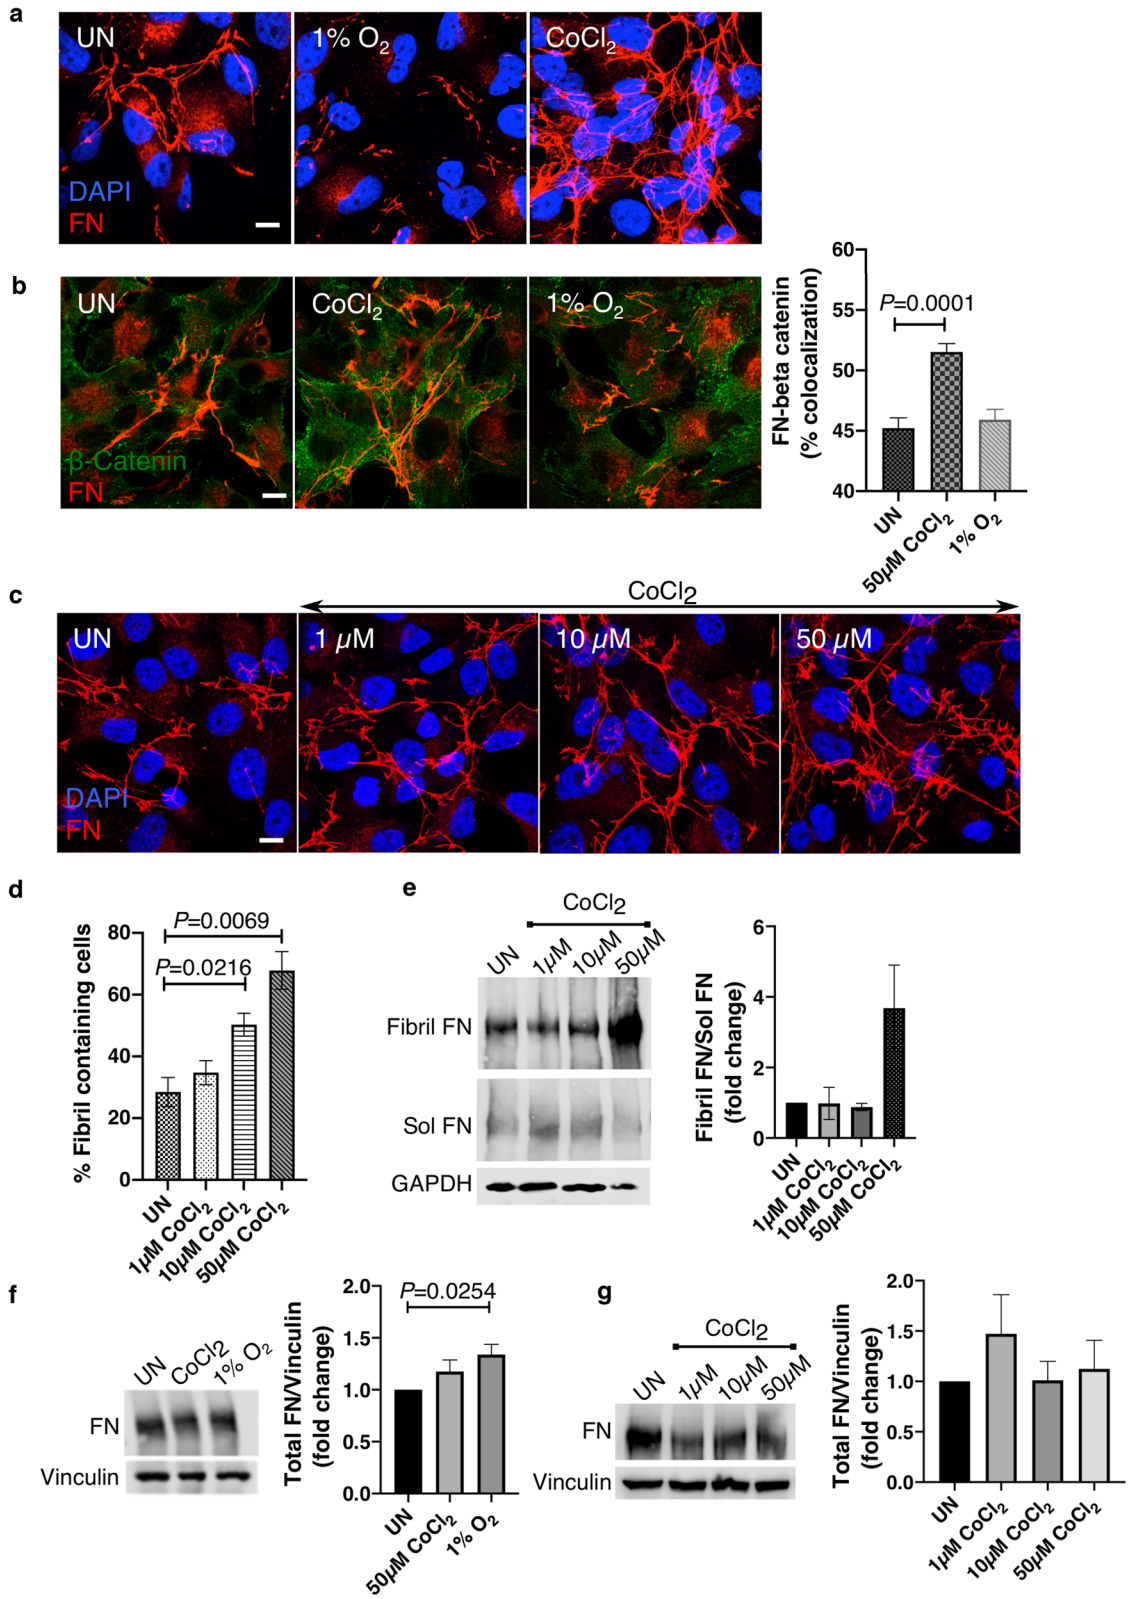 a
UN
1% O2
CoCl2
DAPI
FN
b
UN
CoCl2
1% O2
β-Catenin
FN
FN-beta catenin
(% colocalization)
60
55
50
45
40
P=0.0001
UN
50µM CoCl2
1% O2
c
CoCl2
UN
1 µM
10 µM
50 µM
DAPI
FN
d
% Fibril containing cells
80
60
40
20
0
P=0.0069
P=0.0216
UN
1µM CoCl2
10µM CoCl2
50µM CoCl2
e
CoCl2
UN
1µM
10µM
50µM
Fibril FN
Sol FN
GAPDH
Fibril FN/Sol FN
(fold change)
6
4
2
0
UN
1µM CoCl2
10µM CoCl2
50µM CoCl2
f
UN
CoCl2
1% O2
FN
Vinculin
Total FN/Vinculin
(fold change)
2.0
1.5
1.0
0.5
0.0
P=0.0254
UN
50µM CoCl2
1% O2
g
CoCl2
UN
1µM
10µM
50µM
FN
Vinculin
Total FN/Vinculin
(fold change)
2.0
1.5
1.0
0.5
0.0
UN
1µM CoCl2
10µM CoCl2
50µM CoCl2